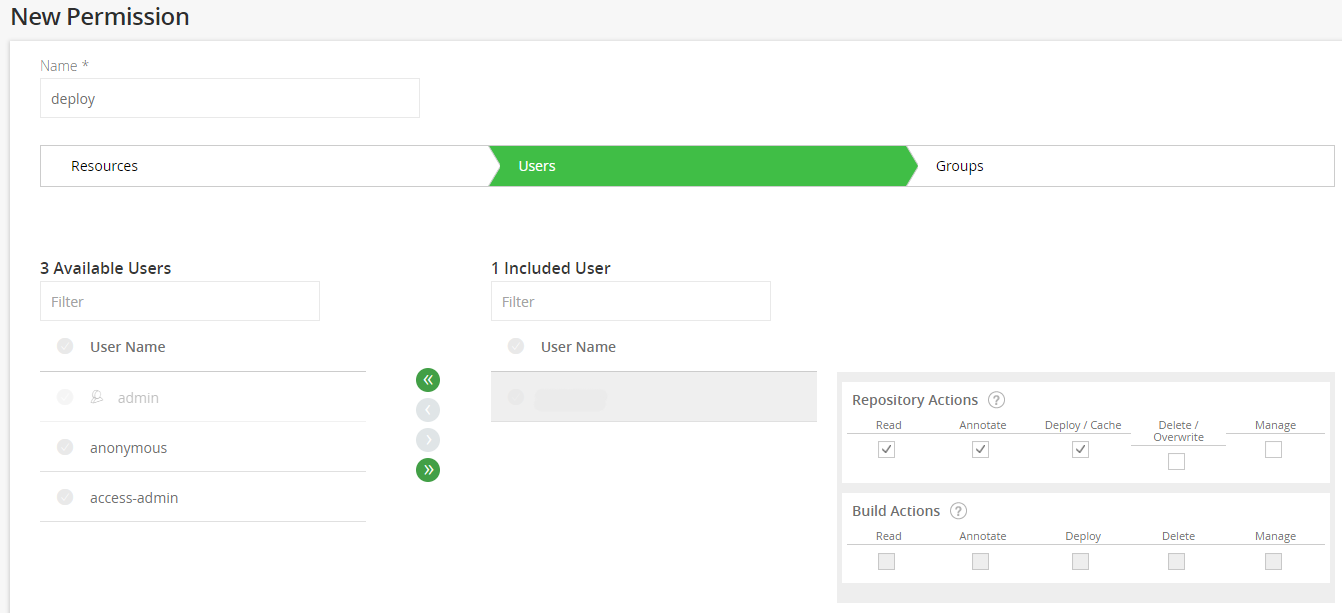 New Permission
Name *
deploy
Resources
Users
Groups
3 Available Users
1 Included User
Filter
Filter
User Name
User Name
admin
anonymous
access-admin
Repository Actions ?
Read
Annotate
Deploy / Cache
Delete /
Overwrite
Manage
Build Actions ?
Read
Annotate
Deploy
Delete
Manage